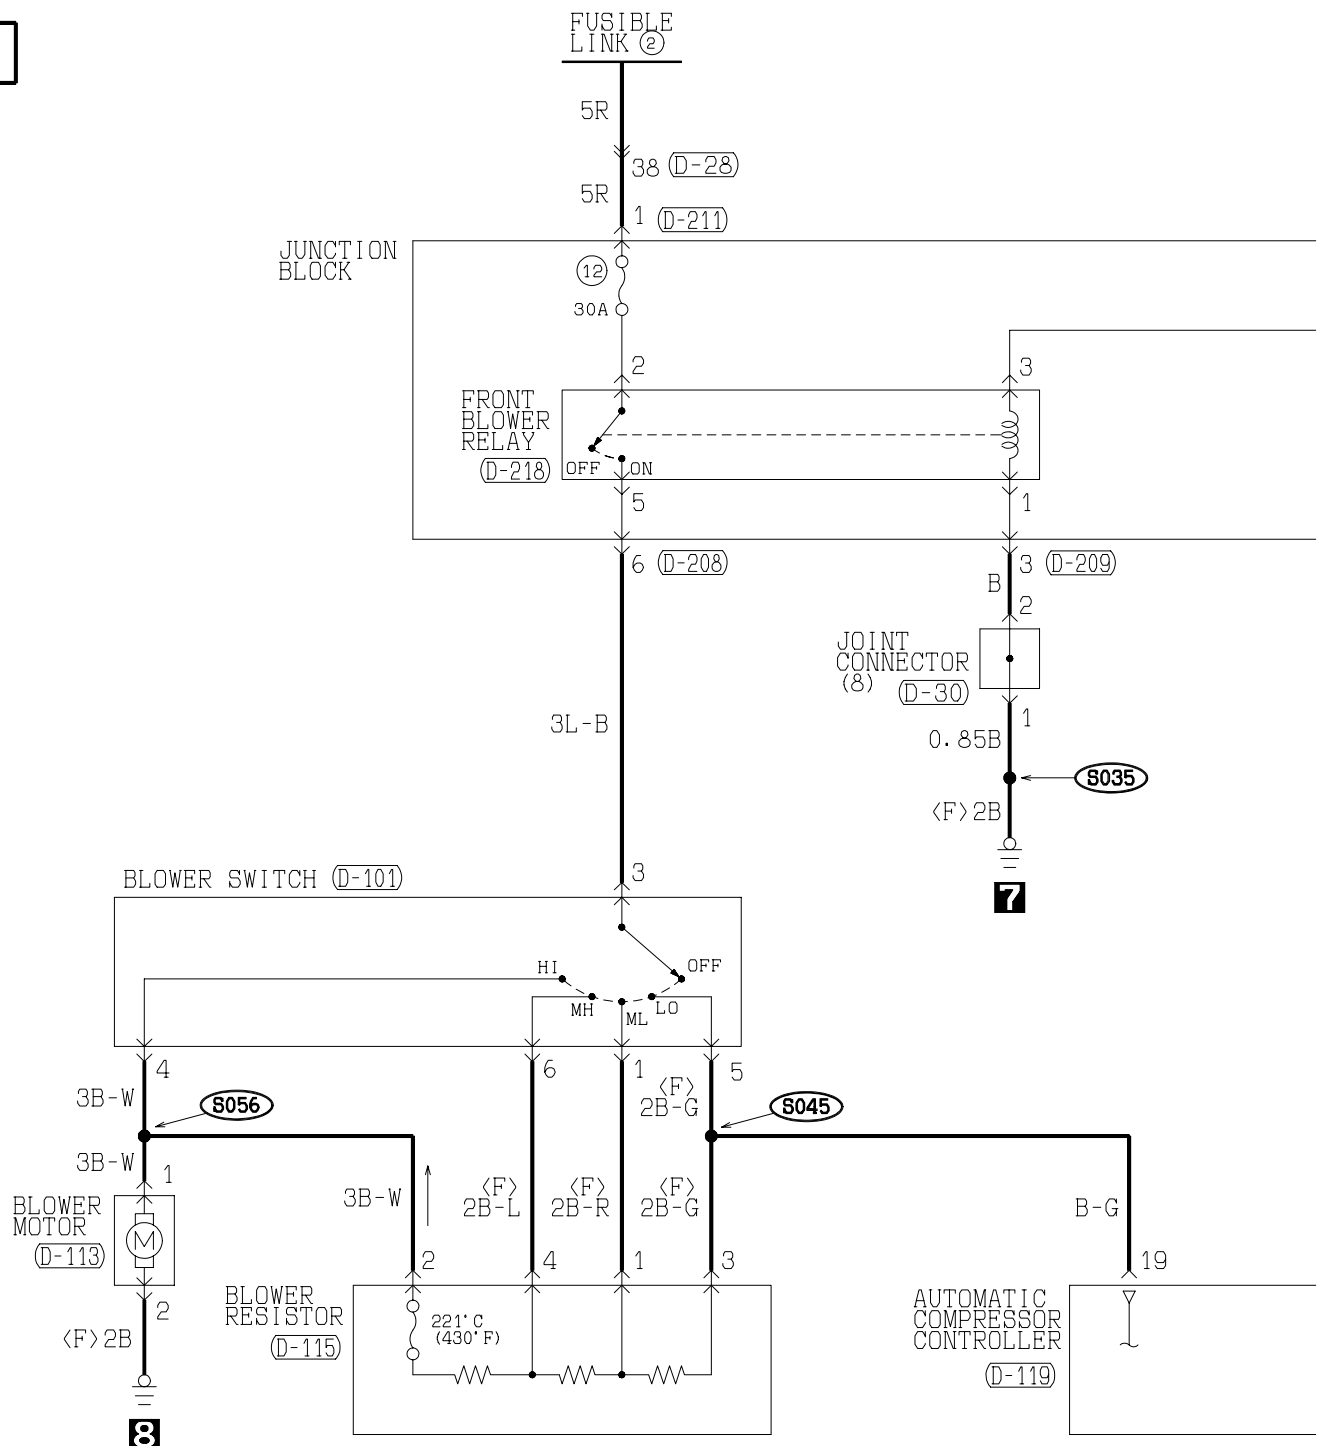 FUSIBLE
LINK 2
5R
38 D-28
5R
1 D-211
JUNCTION
BLOCK
12
30A
2
3
FRONT
BLOWER
RELAY
D-218
OFF
ON
5
1
6 D-208
3 D-209
B
2
JOINT
CONNECTOR
(8)
D-30
1
3L-B
0.85B
S035
<F>2B
7
BLOWER SWITCH D-101
3
HI
OFF
MH
ML
LO
4
6
1
5
3B-W
S056
<F>
2B-G
S045
3B-W
1
BLOWER
MOTOR
D-113
M
3B-W
<F>
2B-L
<F>
2B-R
<F>
2B-G
B-G
2
4
1
3
19
2
<F>2B
8
BLOWER
RESISTOR
D-115
221°C
(430°F)
AUTOMATIC
COMPRESSOR
CONTROLLER
D-119